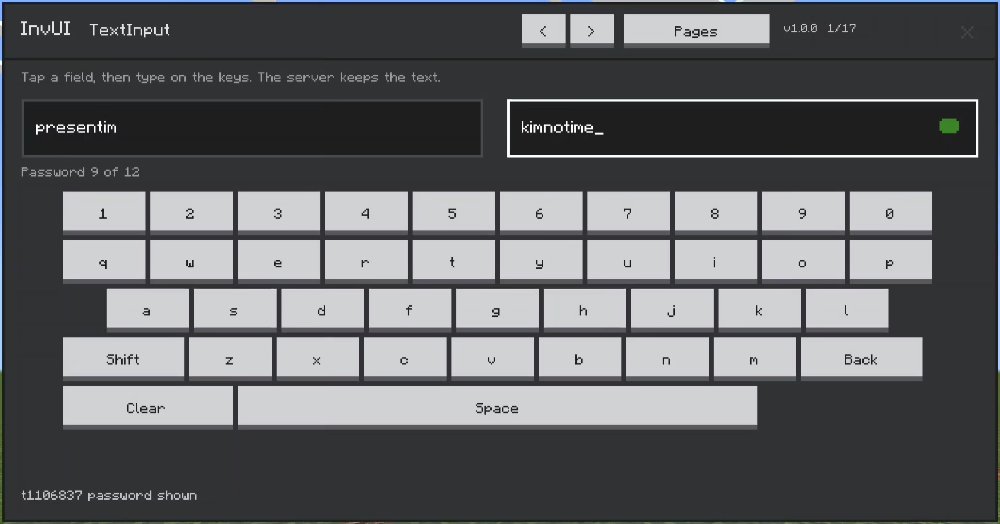 InvUI TextInput < > Pages v1.0.0 1/17 ×
Tap a field, then type on the keys. The server keeps the text.
presentim kimnotime_
Password 9 of 12
1 2 3 4 5 6 7 8 9 0
q w e r t y u i o p
a s d f g h j k l
Shift z x c v b n m Back
Clear Space
t1106837 password shown